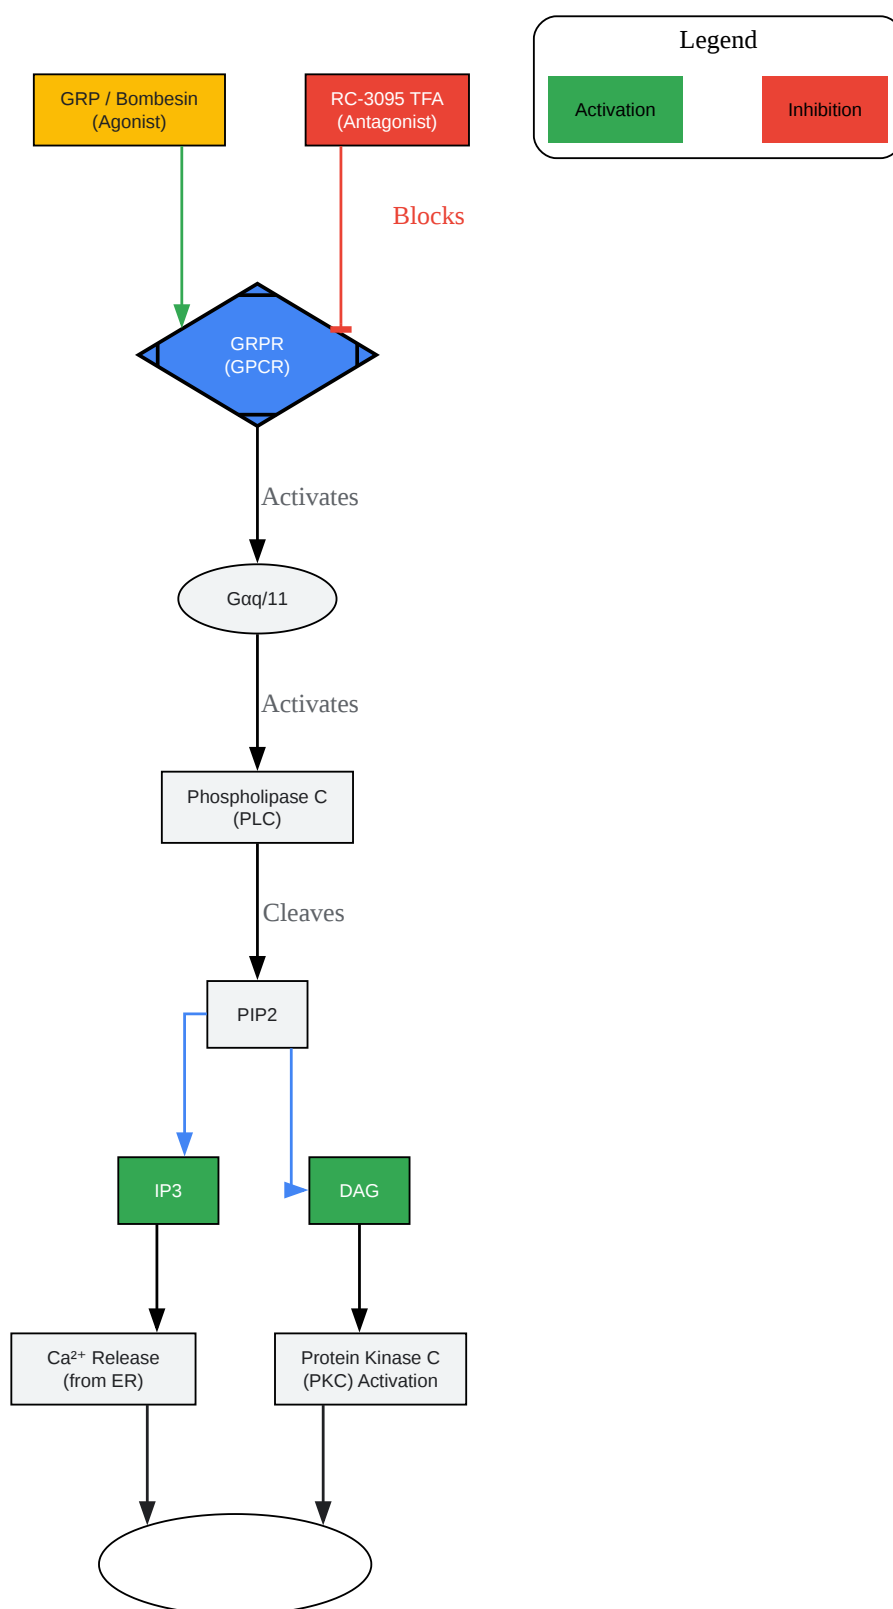 Legend
Activation
Inhibition
GRP / Bombesin
(Agonist)
RC-3095 TFA
(Antagonist)
Blocks
GRPR
(GPCR)
Activates
Gαq/11
Activates
Phospholipase C
(PLC)
Cleaves
PIP2
IP3
DAG
Ca²⁺ Release
(from ER)
Protein Kinase C
(PKC) Activation